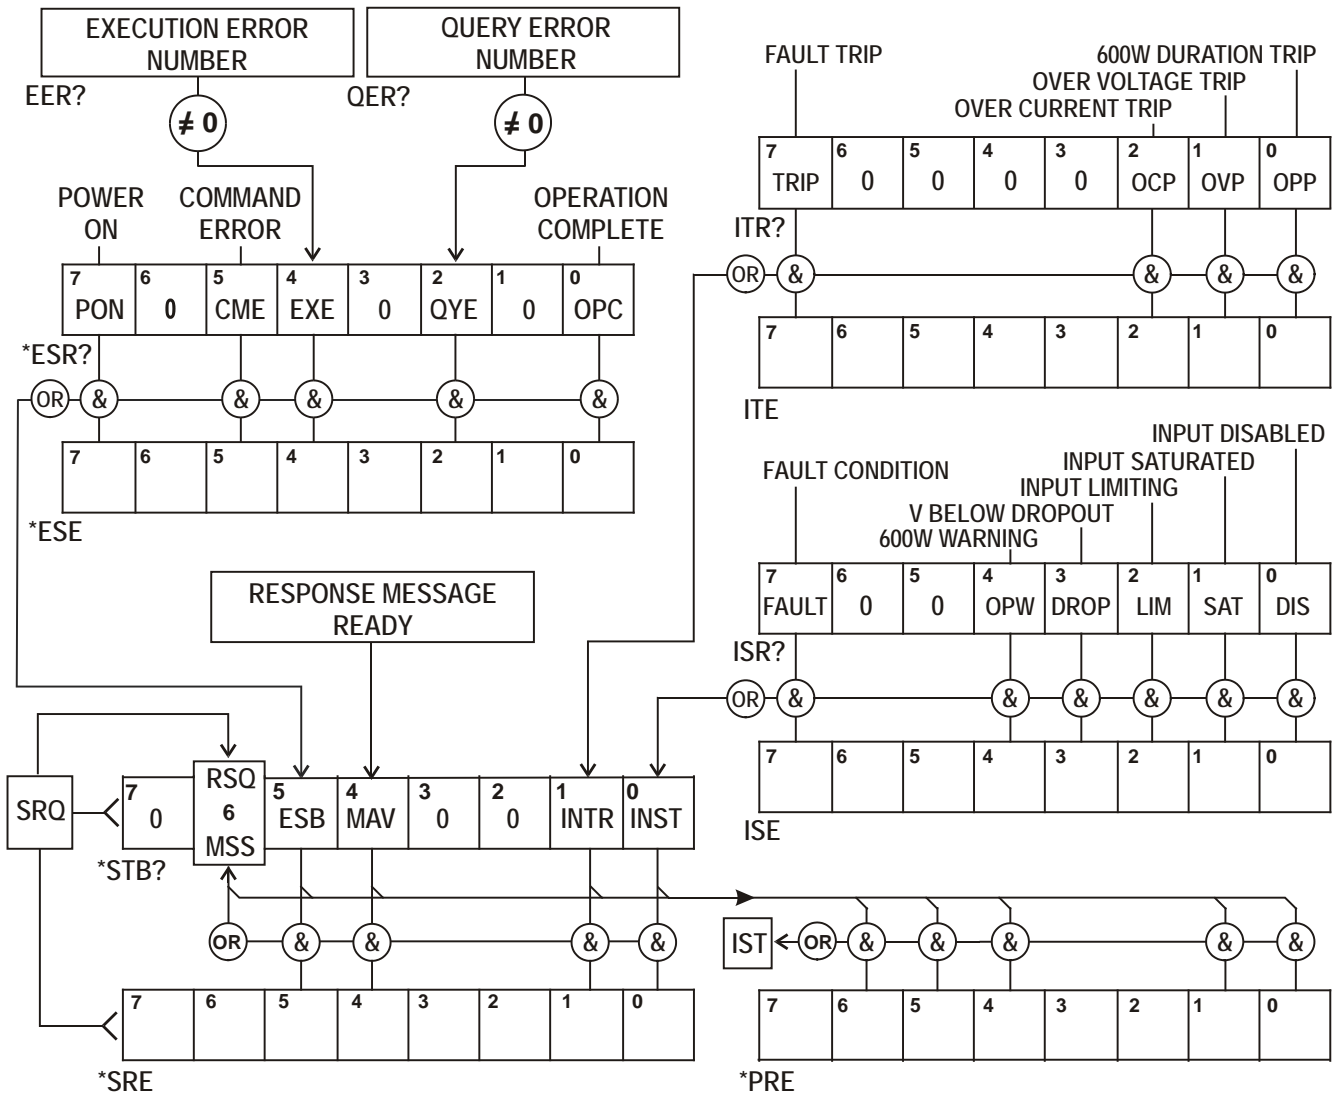 EXECUTION ERROR
NUMBER
QUERY ERROR
NUMBER
EER?
QER?
≠ 0
≠ 0
POWER
ON
COMMAND
ERROR
OPERATION
COMPLETE
7 6 5 4 3 2 1 0
PON 0 CME EXE 0 QYE 0 OPC
*ESR?
OR & & & & &
7 6 5 4 3 2 1 0
*ESE
FAULT TRIP
600W DURATION TRIP
OVER VOLTAGE TRIP
OVER CURRENT TRIP
7 6 5 4 3 2 1 0
TRIP 0 0 0 0 OCP OVP OPP
ITR?
OR & & & &
7 6 5 4 3 2 1 0
ITE
INPUT DISABLED
INPUT SATURATED
FAULT CONDITION
INPUT LIMITING
V BELOW DROPOUT
600W WARNING
7 6 5 4 3 2 1 0
FAULT 0 0 OPW DROP LIM SAT DIS
ISR?
OR & & & & & &
7 6 5 4 3 2 1 0
ISE
RESPONSE MESSAGE
READY
SRQ
RSQ
7 6 5 4 3 2 1 0
0 MSS ESB MAV 0 0 INTR INST
*STB?
OR & & & &
7 6 5 4 3 2 1 0
*SRE
IST OR & & & & &
7 6 5 4 3 2 1 0
*PRE